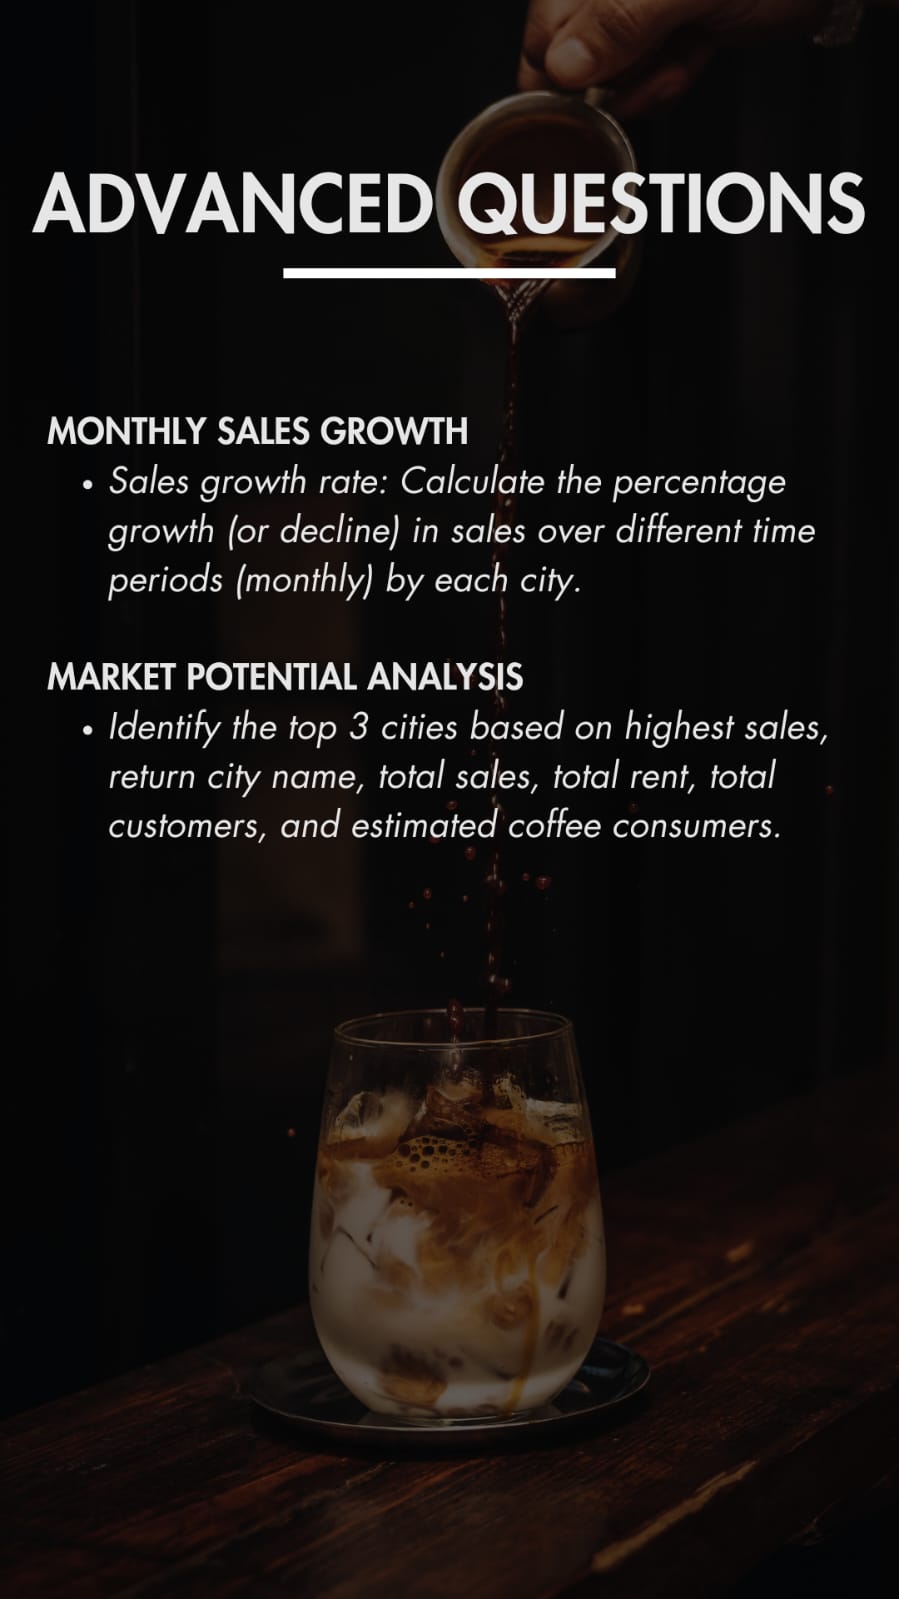 ADVANCED QUESTIONS
MONTHLY SALES GROWTH
• Sales growth rate: Calculate the percentage
growth (or decline) in sales over different time
periods (monthly) by each city.
MARKET POTENTIAL ANALYSIS
• Identify the top 3 cities based on highest sales,
return city name, total sales, total rent, total
customers, and estimated coffee consumers.